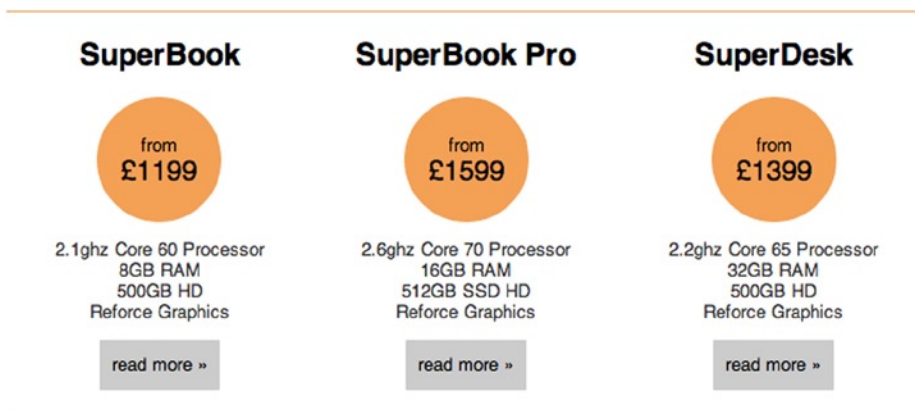 SuperBook
from
£1199
2.1ghz Core 60 Processor
8GB RAM
500GB HD
Reforce Graphics
read more »
SuperBook Pro
from
£1599
2.6ghz Core 70 Processor
16GB RAM
512GB SSD HD
Reforce Graphics
read more »
SuperDesk
from
£1399
2.2ghz Core 65 Processor
32GB RAM
500GB HD
Reforce Graphics
read more »